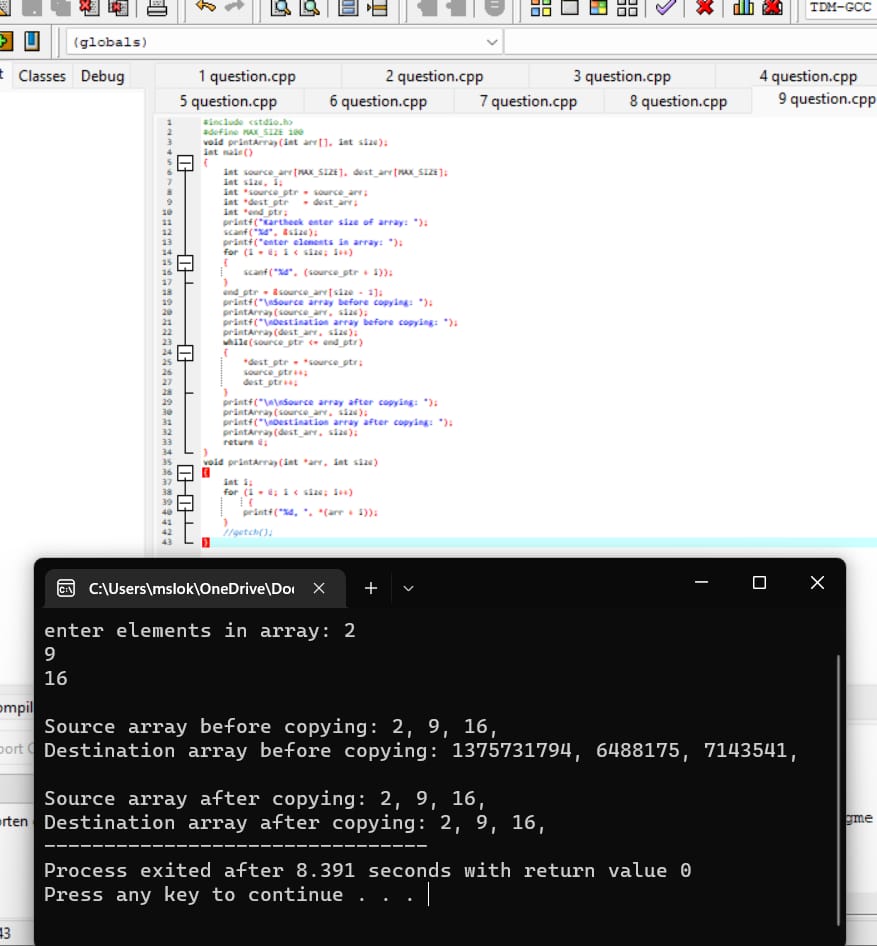 TDM-GCC
(globals)
Classes Debug
1 question.cpp 2 question.cpp 3 question.cpp 4 question.cpp
5 question.cpp 6 question.cpp 7 question.cpp 8 question.cpp 9 question.cpp
1 #include <stdio.h>
2 #define MAX_SIZE 100
3 void printArray(int arr[], int size);
4 int main()
5 {
6 int source_arr[MAX_SIZE], dest_arr[MAX_SIZE];
7 int size, i;
8 int *source_ptr = source_arr;
9 int *dest_ptr = dest_arr;
10 int *end_ptr;
11 printf("Kartheek enter size of array: ");
12 scanf("%d", &size);
13 printf("enter elements in array: ");
14 for (i = 0; i < size; i++)
15 {
16 scanf("%d", (source_ptr + i));
17 }
18 end_ptr = &source_arr[size - 1];
19 printf("\nSource array before copying: ");
20 printArray(source_arr, size);
21 printf("\nDestination array before copying: ");
22 printArray(dest_arr, size);
23 while(source_ptr <= end_ptr)
24 {
25 *dest_ptr = *source_ptr;
26 source_ptr++;
27 dest_ptr++;
28 }
29 printf("\n\nSource array after copying: ");
30 printArray(source_arr, size);
31 printf("\nDestination array after copying: ");
32 printArray(dest_arr, size);
33 return 0;
34 }
35 void printArray(int *arr, int size)
36 {
37 int i;
38 for (i = 0; i < size; i++)
39 {
40 printf("%d, ", *(arr + i));
41 }
42 //getch();
43 }
C:\Users\mslok\OneDrive\Doc
enter elements in array: 2
9
16
Source array before copying: 2, 9, 16,
Destination array before copying: 1375731794, 6488175, 7143541,
Source array after copying: 2, 9, 16,
Destination array after copying: 2, 9, 16,
--------------------------------
Process exited after 8.391 seconds with return value 0
Press any key to continue . . .